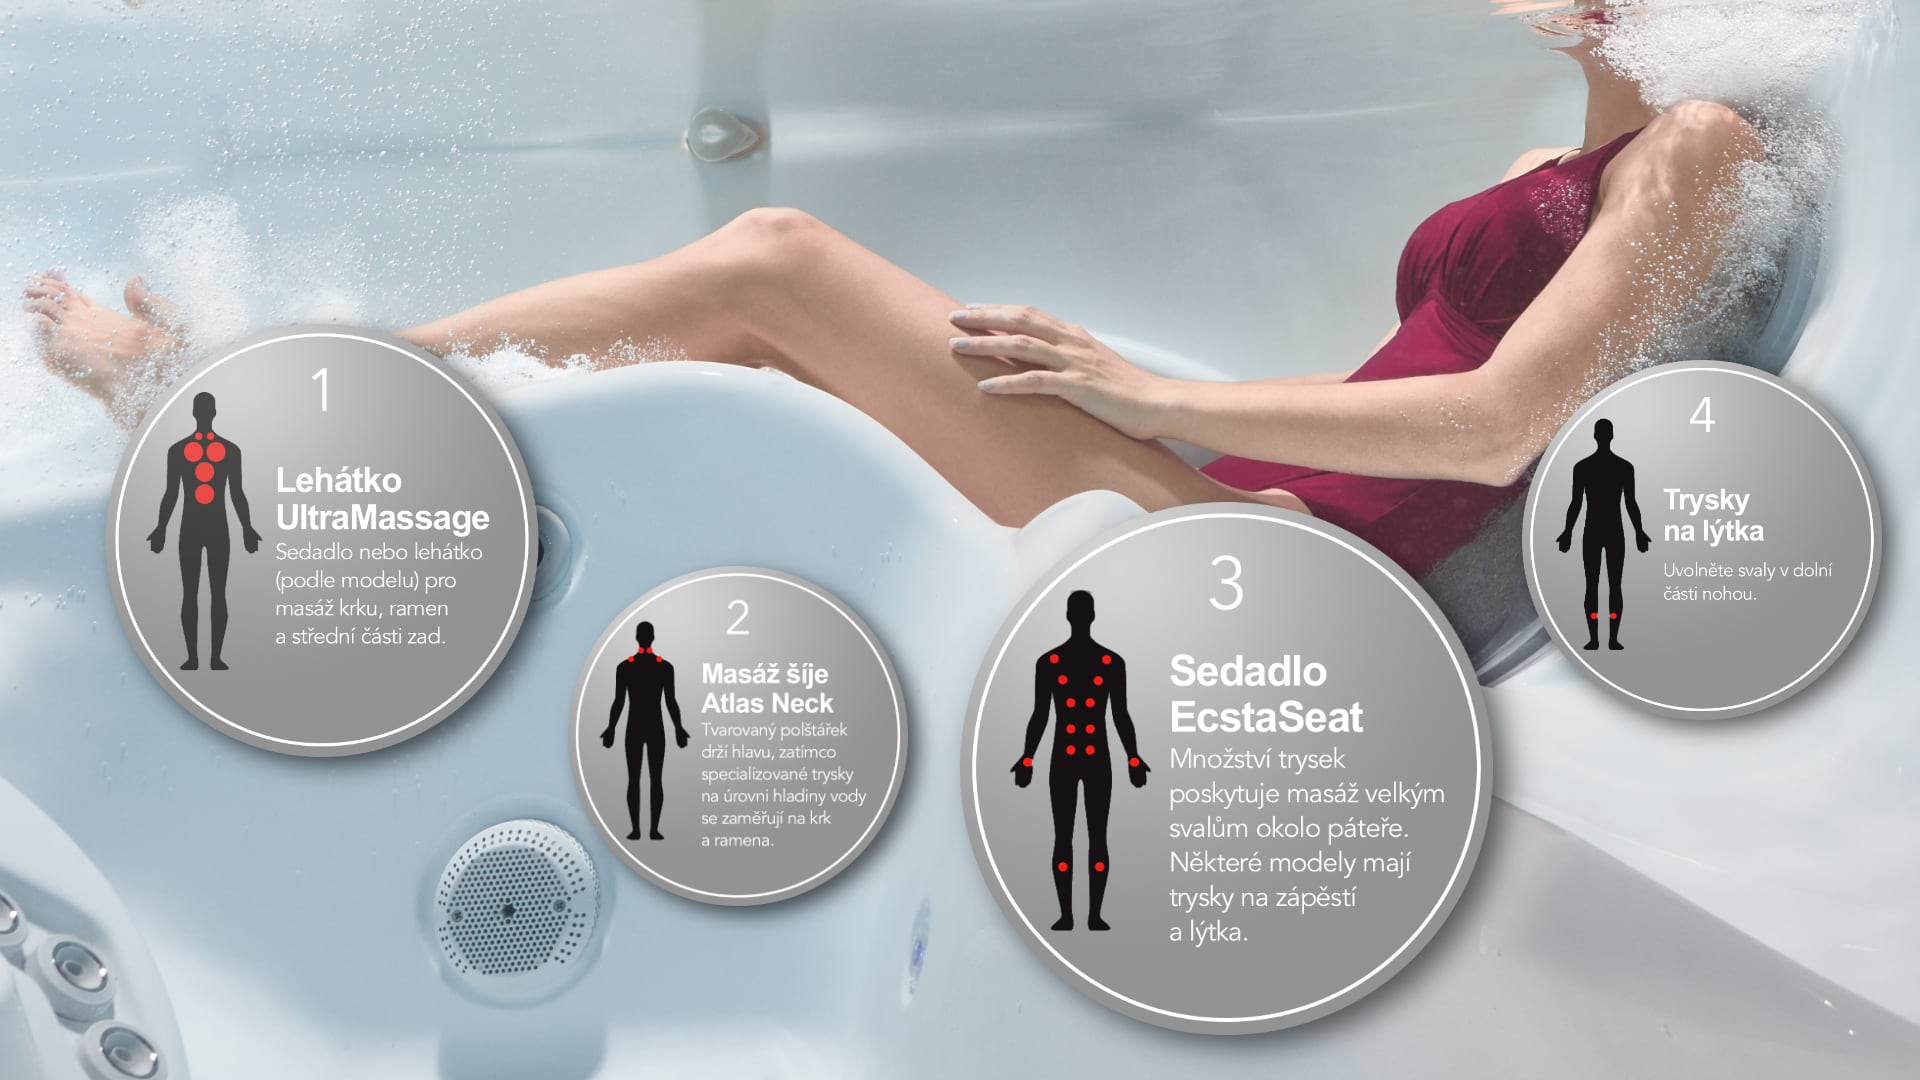 1
Lehátko
UltraMassage
Sedadlo nebo lehátko
(podle modelu) pro
masáž krku, ramen
a střední části zad.
2
Masáž šíje
Atlas Neck
Tvarovaný polštářek
drží hlavu, zatímco
specializované trysky
na úrovni hladiny vody
se zaměřují na krk
a ramena.
3
Sedadlo
EcstaSeat
Množství trysek
poskytuje masáž velkým
svalům okolo páteře.
Některé modely mají
trysky na zápěstí
a lýtka.
4
Trysky
na lýtka
Uvolněte svaly v dolní
části nohou.